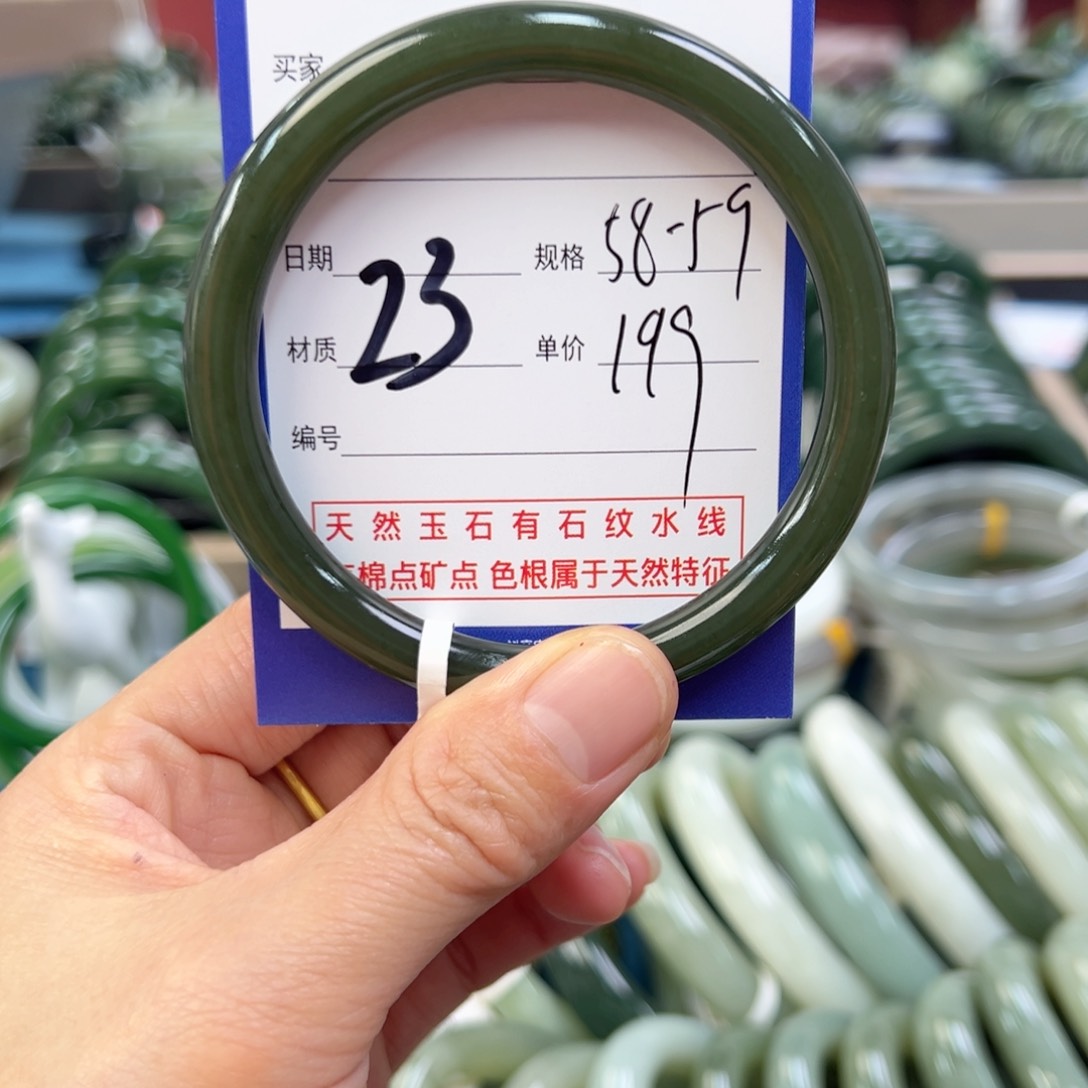 买家
日期 23 规格 58-59
材质 单价 199
编号
天然玉石有石纹水线
棉点矿点 色根属于天然特征